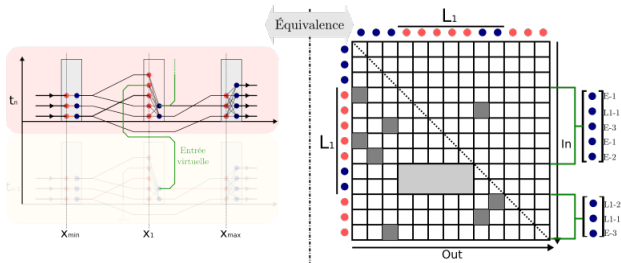 Équivalence
L1
tn
Entrée
virtuelle
xmin
x1
xmax
L1
In
Out
E-1
L1-1
E-3
E-1
E-2
L1-2
L1-1
E-3